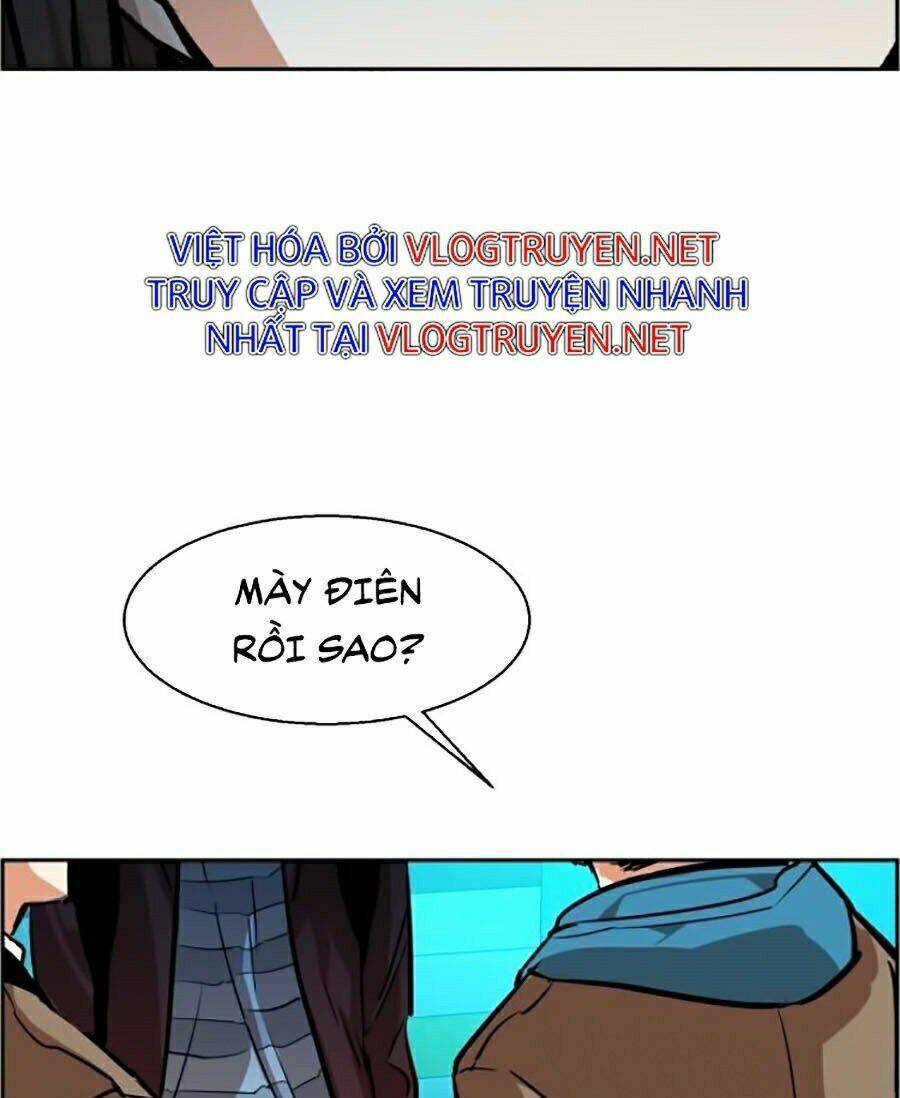 VIỆT HÓA BỞI VLOGTRUYEN.NET
TRUY CẬP VÀ XEM TRUYỆN NHANH
NHẤT TẠI VLOGTRUYEN.NET
MÀY ĐIÊN
RỒI SAO?